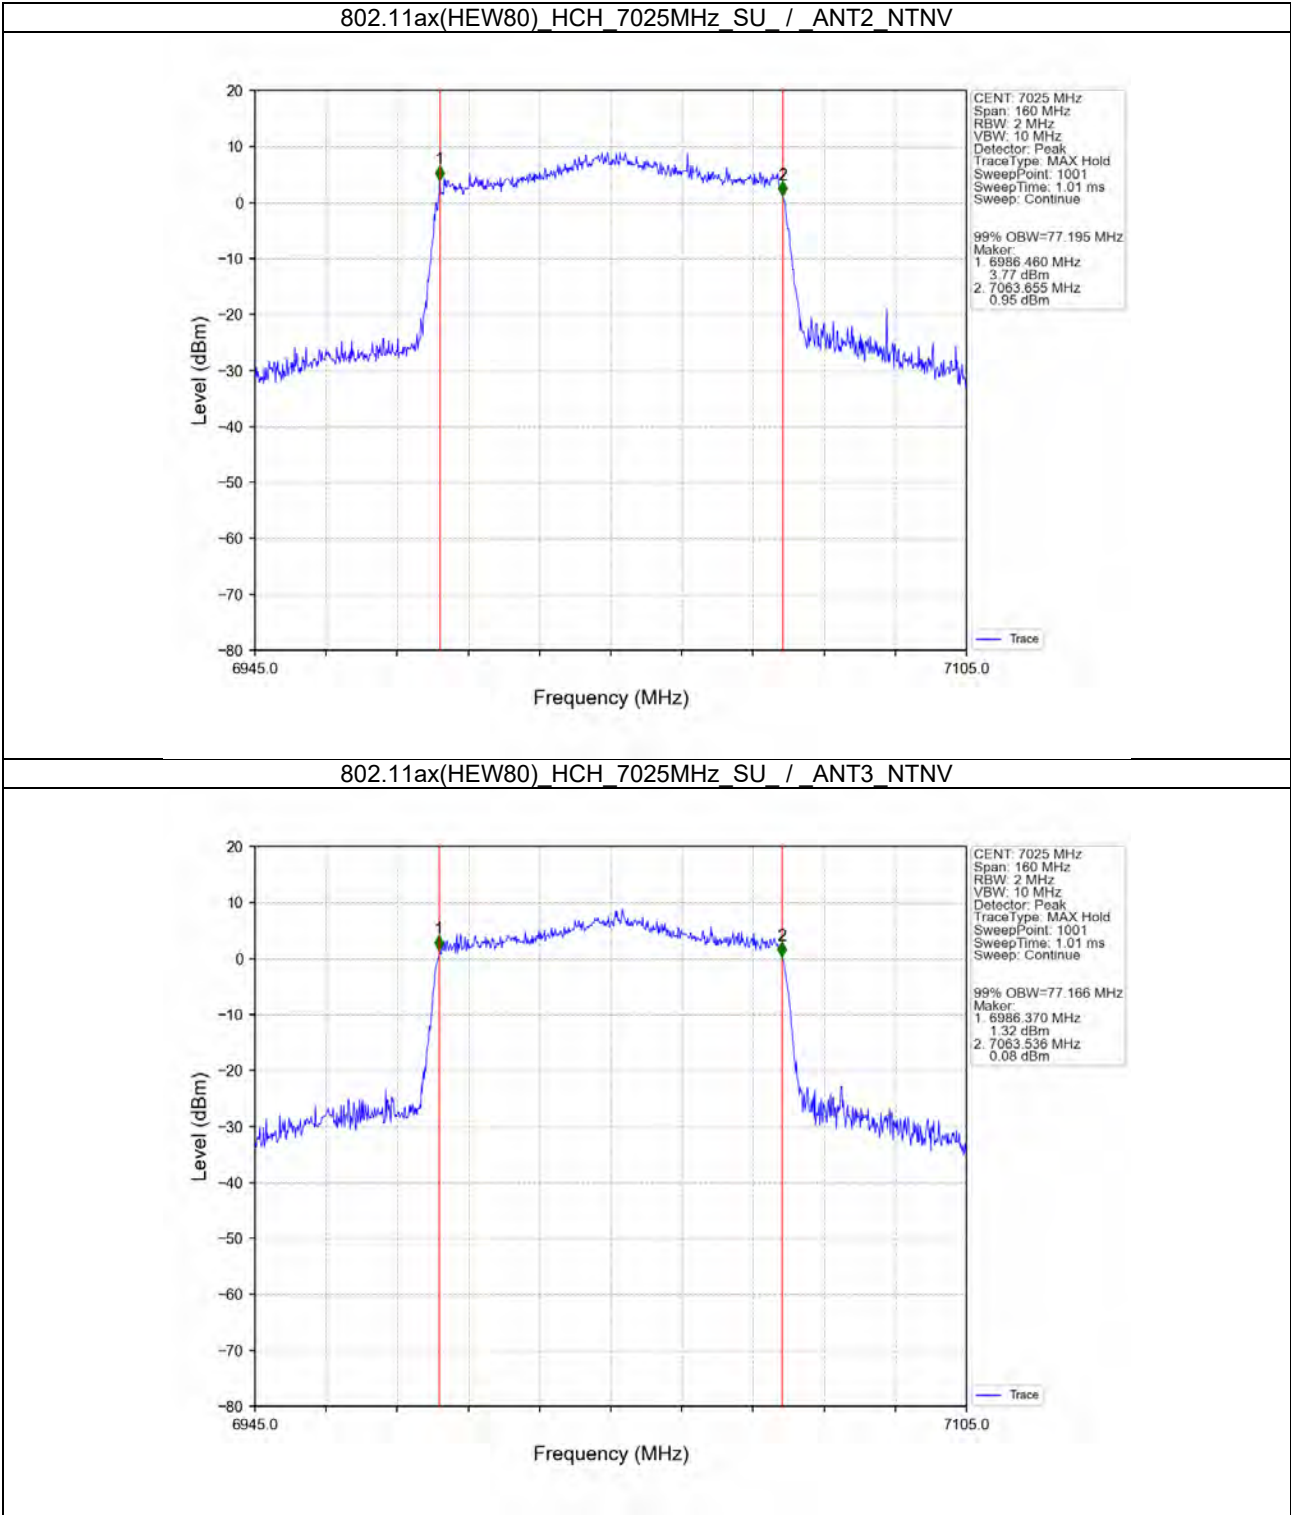 802.11ax(HEW80)_HCH_7025MHz_SU_ / _ANT2_NTNV
20
10
0
−10
−20
−30
−40
−50
−60
−70
−80
Level (dBm)
1
2
6945.0
7105.0
Frequency (MHz)
CENT: 7025 MHz
Span: 160 MHz
RBW: 2 MHz
VBW: 10 MHz
Detector: Peak
TraceType: MAX Hold
SweepPoint: 1001
SweepTime: 1.01 ms
Sweep: Continue
99% OBW=77.195 MHz
Maker:
1. 6986.460 MHz
3.77 dBm
2. 7063.655 MHz
0.95 dBm
Trace
802.11ax(HEW80)_HCH_7025MHz_SU_ / _ANT3_NTNV
20
10
0
−10
−20
−30
−40
−50
−60
−70
−80
Level (dBm)
1
2
6945.0
7105.0
Frequency (MHz)
CENT: 7025 MHz
Span: 160 MHz
RBW: 2 MHz
VBW: 10 MHz
Detector: Peak
TraceType: MAX Hold
SweepPoint: 1001
SweepTime: 1.01 ms
Sweep: Continue
99% OBW=77.166 MHz
Maker:
1. 6986.370 MHz
1.32 dBm
2. 7063.536 MHz
0.08 dBm
Trace